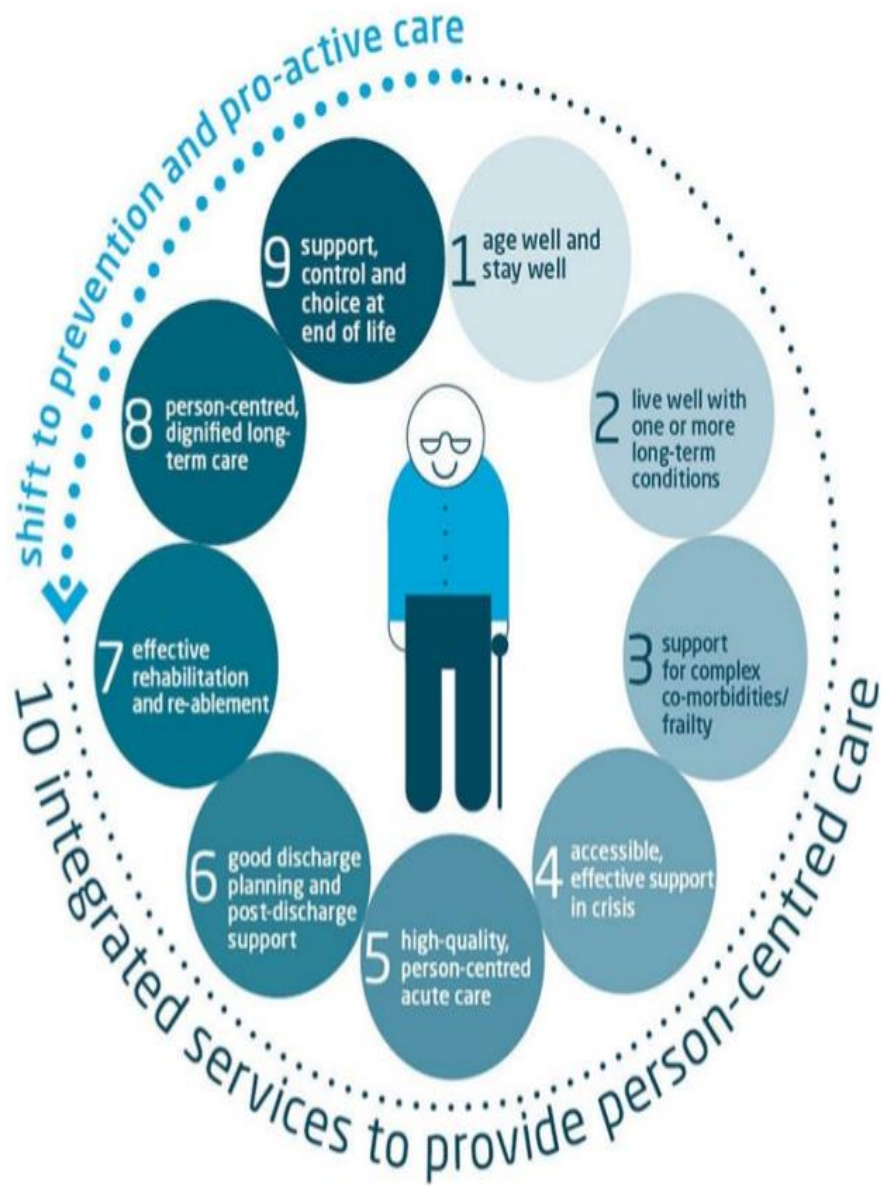 shift to prevention and pro-active care
1 age well and
stay well
2 live well with
one or more
long-term
conditions
3 support
for complex
co-morbidities/
frailty
4 accessible,
effective support
in crisis
5 high-quality,
person-centred
acute care
6 good discharge
planning and
post-discharge
support
7 effective
rehabilitation
and re-ablement
8 person-centred,
dignified long-
term care
9 support,
control and
choice at
end of life
10 integrated services to provide person-centred care